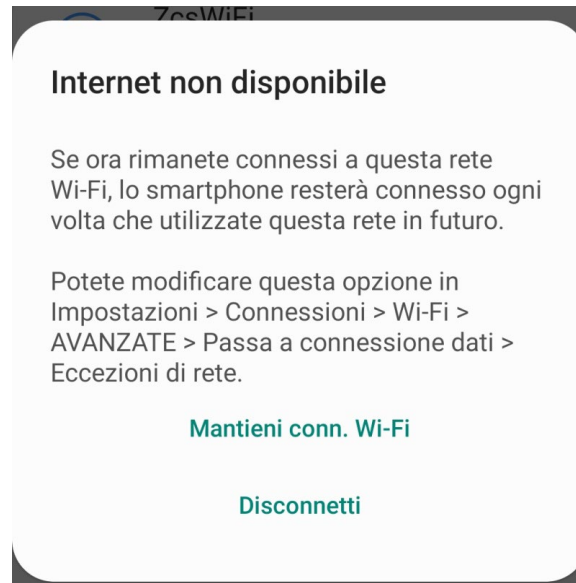 ZcsWiFi
Internet non disponibile
Se ora rimanete connessi a questa rete
Wi-Fi, lo smartphone resterà connesso ogni
volta che utilizzate questa rete in futuro.
Potete modificare questa opzione in
Impostazioni > Connessioni > Wi-Fi >
AVANZATE > Passa a connessione dati >
Eccezioni di rete.
Mantieni conn. Wi-Fi
Disconnetti